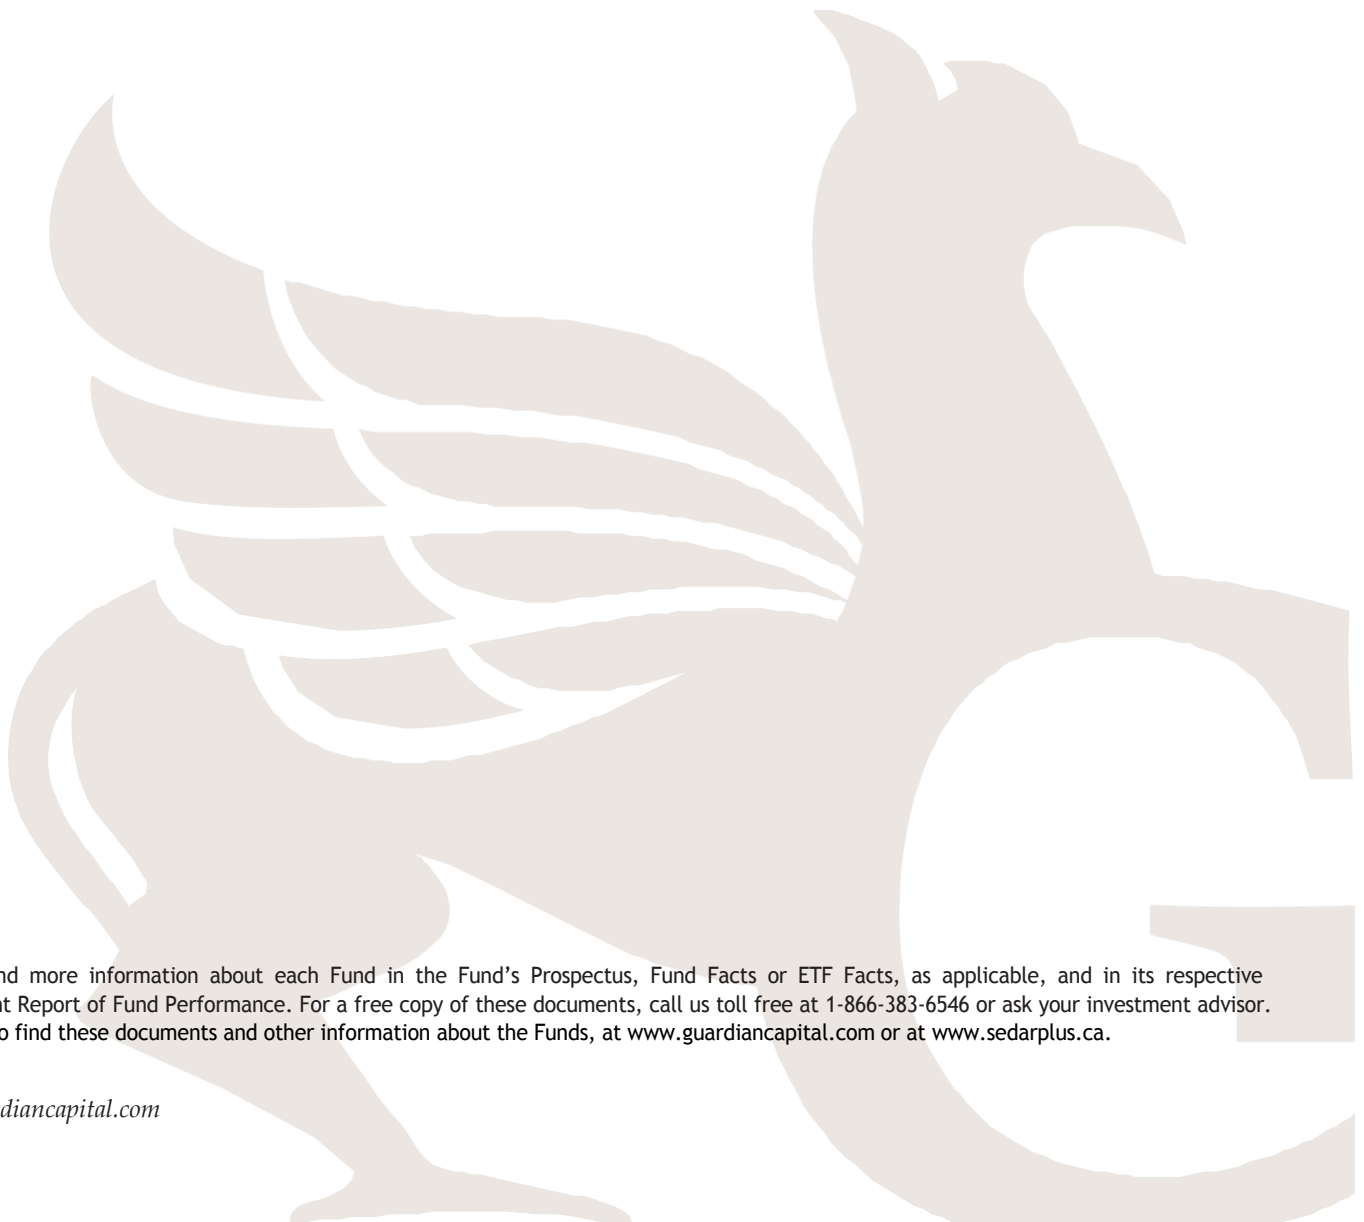 nd more information about each Fund in the Fund’s Prospectus, Fund Facts or ETF Facts, as applicable, and in its respective
nt Report of Fund Performance. For a free copy of these documents, call us toll free at 1-866-383-6546 or ask your investment advisor.
o find these documents and other information about the Funds, at www.guardiancapital.com or at www.sedarplus.ca.
diancapital.com
G